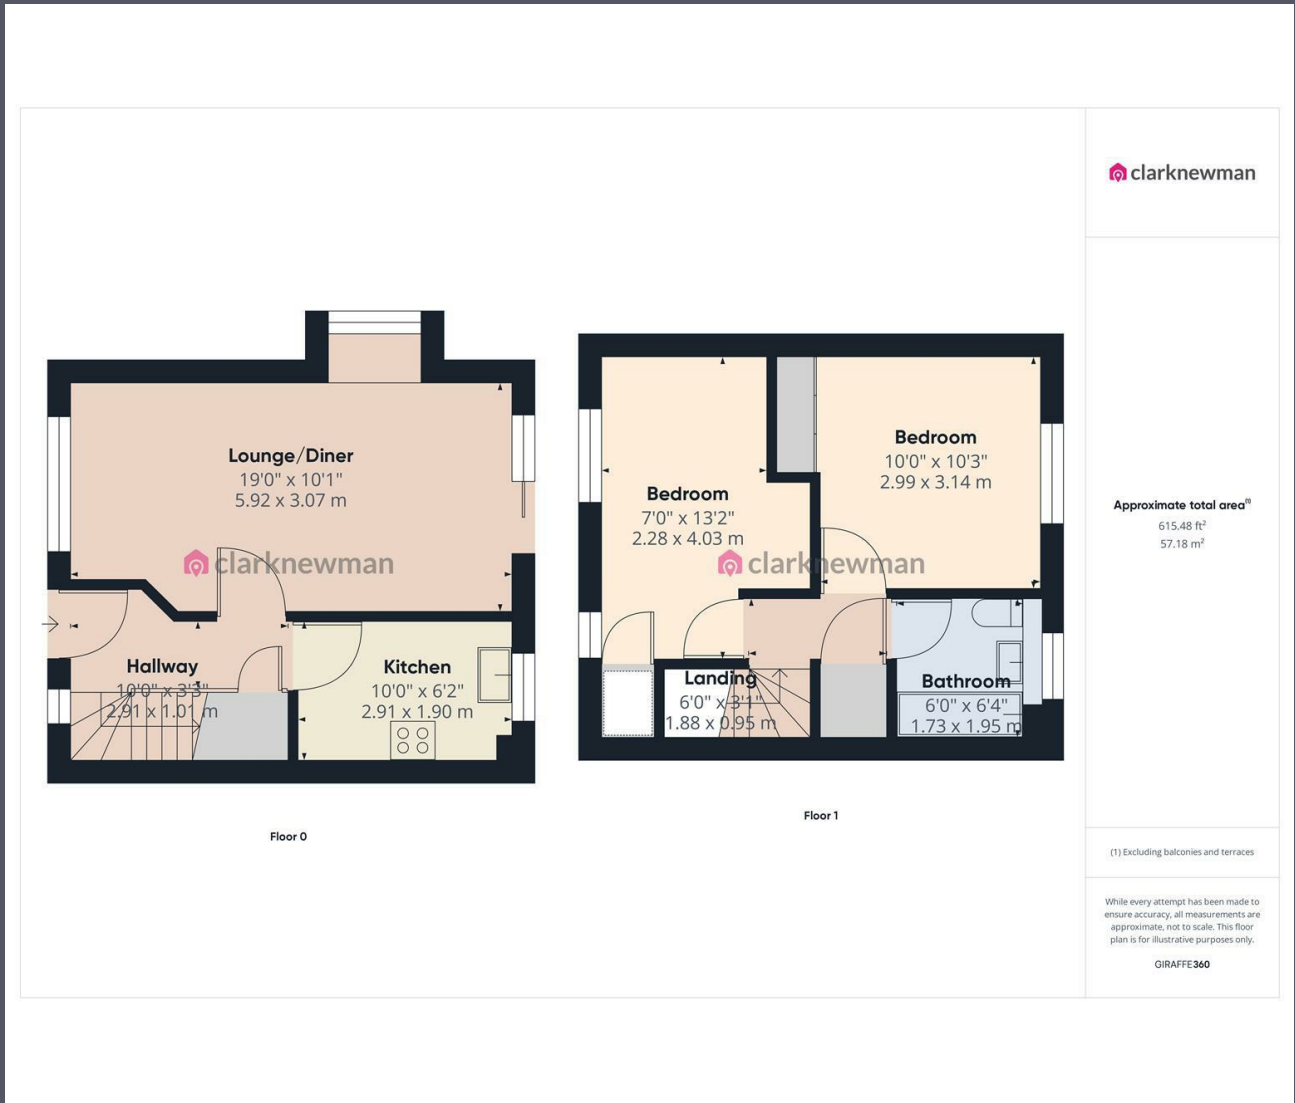 clarknewman
Lounge/Diner
19'0" x 10'1"
5.92 x 3.07 m
clarknewman
Hallway
10'0" x 3'3"
2.91 x 1.01 m
Kitchen
10'0" x 6'2"
2.91 x 1.90 m
Floor 0
Bedroom
7'0" x 13'2"
2.28 x 4.03 m
Bedroom
10'0" x 10'3"
2.99 x 3.14 m
clarknewman
Landing
6'0" x 3'1"
1.88 x 0.95 m
Bathroom
6'0" x 6'4"
1.73 x 1.95 m
Floor 1
Approximate total area(1)
615.48 ft²
57.18 m²
(1) Excluding balconies and terraces
While every attempt has been made to
ensure accuracy, all measurements are
approximate, not to scale. This floor
plan is for illustrative purposes only.
GIRAFFE360